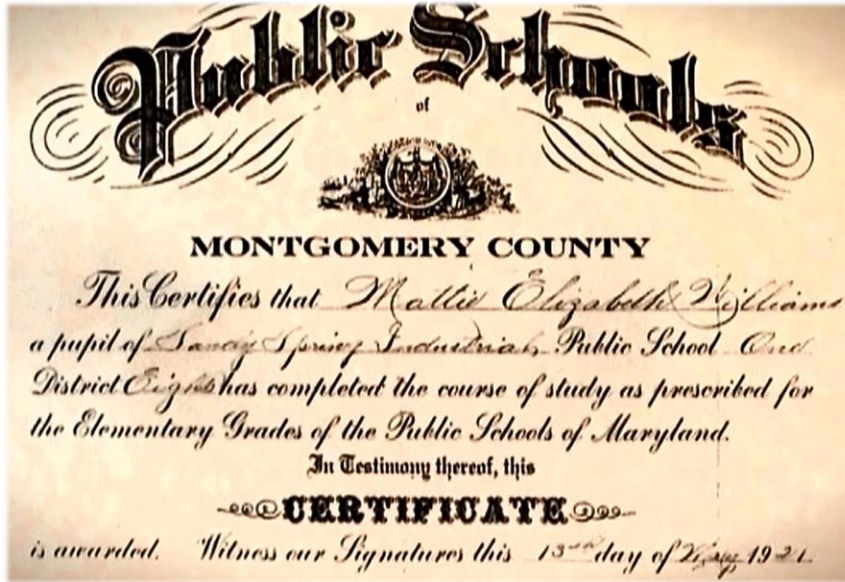 Public Schools
of
MONTGOMERY COUNTY
This Certifies that Mattie Elizabeth Williams
a pupil of Sandy Spring Industrial Public School One
District Eight has completed the course of study as prescribed for
the Elementary Grades of the Public Schools of Maryland.
In Testimony thereof, this
CERTIFICATE
is awarded. Witness our Signatures this 13th day of May 1921